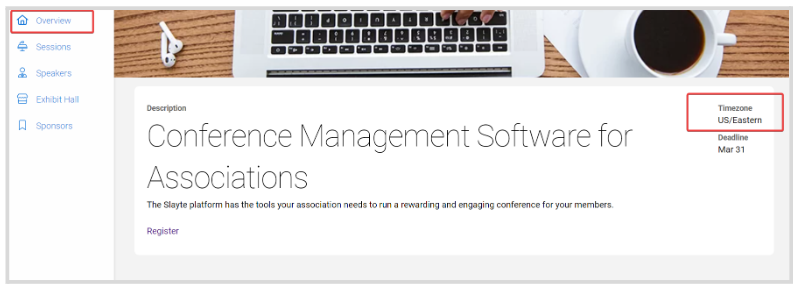 Overview
Sessions
Speakers
Exhibit Hall
Sponsors
Description
Conference Management Software for
Associations
The Slayte platform has the tools your association needs to run a rewarding and engaging conference for your members.
Register
Timezone
US/Eastern
Deadline
Mar 31